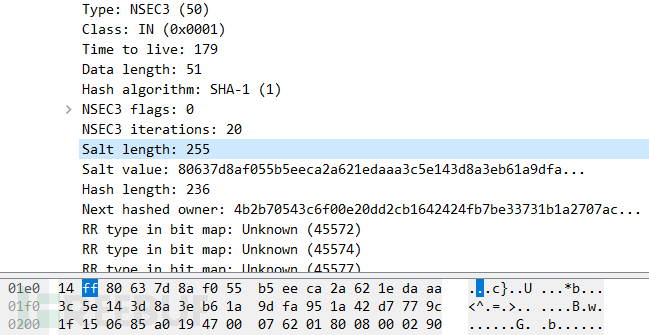 Type: NSEC3 (50)
Class: IN (0x0001)
Time to live: 179
Data length: 51
Hash algorithm: SHA-1 (1)
> NSEC3 flags: 0
NSEC3 iterations: 20
Salt length: 255
Salt value: 80637d8af055b5eeca2a621edaaa3c5e143d8a3eb61a9dfa...
Hash length: 236
Next hashed owner: 4b2b70543c6f00e20dd2cb1642424fb7be33731b1a2707ac...
RR type in bit map: Unknown (45572)
RR type in bit map: Unknown (45574)
RR type in bit map: Unknown (45577)
01e0 14 ff 80 63 7d 8a f0 55 b5 ee ca 2a 62 1e da aa ...c}..U ...*b...
01f0 3c 5e 14 3d 8a 3e b6 1a 9d fa 95 1a 42 d7 77 9c <^.=.>.. ....B.w.
0200 1f 15 06 85 a0 19 47 00 07 62 01 80 08 00 02 90 ......G. .b......